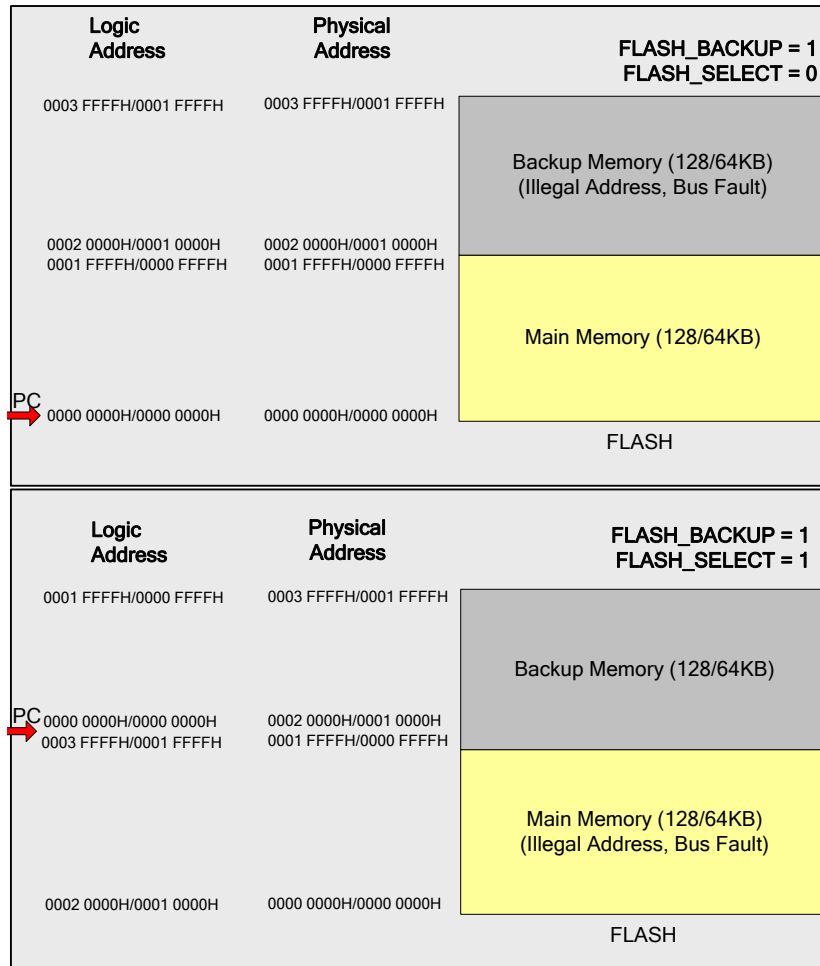 Logic
Address
Physical
Address
FLASH_BACKUP = 1
FLASH_SELECT = 0
0003 FFFFH/0001 FFFFH
0003 FFFFH/0001 FFFFH
Backup Memory (128/64KB)
(Illegal Address, Bus Fault)
0002 0000H/0001 0000H
0002 0000H/0001 0000H
0001 FFFFH/0000 FFFFH
0001 FFFFH/0000 FFFFH
Main Memory (128/64KB)
PC
0000 0000H/0000 0000H
0000 0000H/0000 0000H
FLASH
Logic
Address
Physical
Address
FLASH_BACKUP = 1
FLASH_SELECT = 1
0001 FFFFH/0000 FFFFH
0003 FFFFH/0001 FFFFH
Backup Memory (128/64KB)
PC
0000 0000H/0000 0000H
0002 0000H/0001 0000H
0003 FFFFH/0001 FFFFH
0001 FFFFH/0000 FFFFH
Main Memory (128/64KB)
(Illegal Address, Bus Fault)
0002 0000H/0001 0000H
0000 0000H/0000 0000H
FLASH